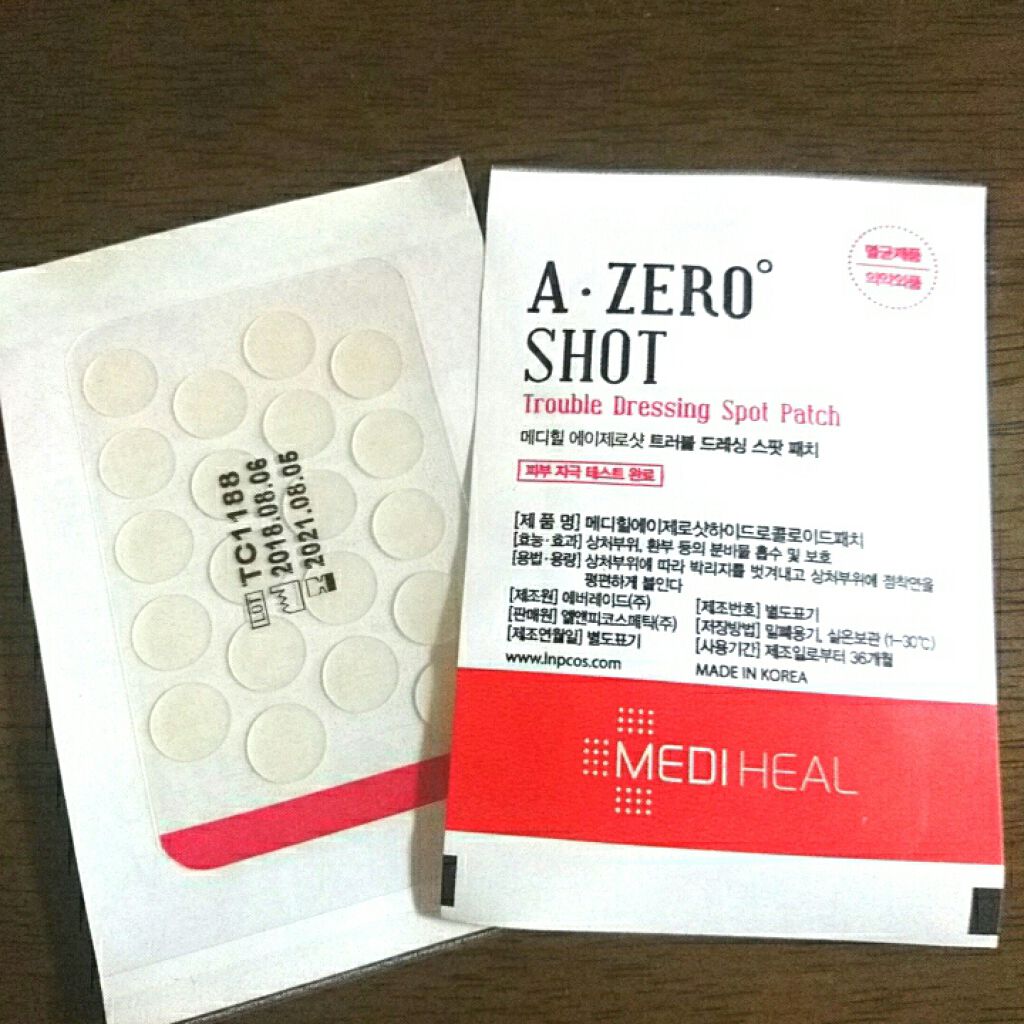 LOT TC1188
2018.08.06
2021.08.05
멸균제품
의약외품
A·ZERO°
SHOT
Trouble Dressing Spot Patch
메디힐 에이제로샷 트러블 드레싱 스팟 패치
피부 자극 테스트 완료
[제 품 명] 메디힐에이제로샷하이드로콜로이드패치
[효능·효과] 상처부위, 환부 등의 분비물 흡수 및 보호
[용법·용량] 상처부위에 따라 박리지를 벗겨내고 상처부위에 점착면을
평편하게 붙인다
[제조원] 에버레이드(주)
[제조번호] 별도표기
[판매원] 엘앤피코스메틱(주)
[저장방법] 밀폐용기, 실온보관 (1~30℃)
[제조연월일] 별도표기
[사용기간] 제조일로부터 36개월
www.lnpcos.com
MADE IN KOREA
MEDIHEAL